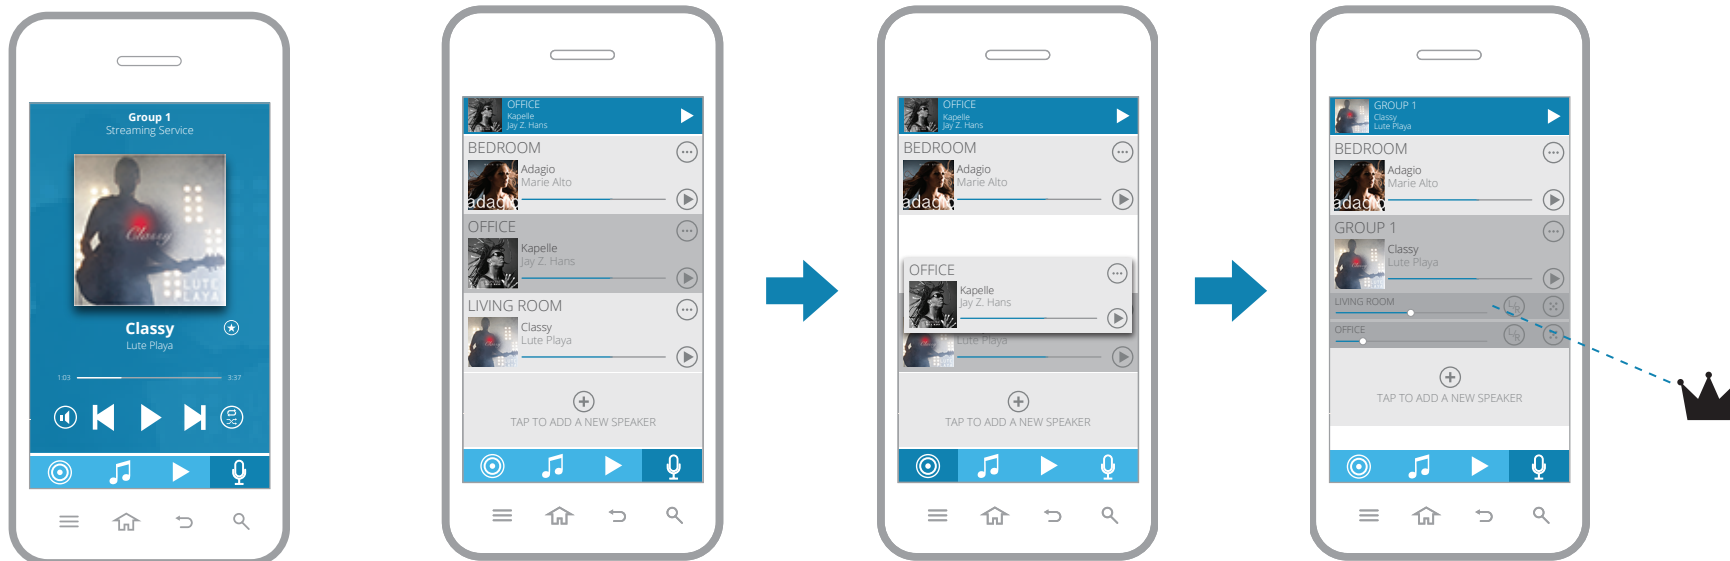 Group 1
Streaming Service
Classy
LUTE
PLAYA
Classy
Lute Playa
1:03
3:37
OFFICE
Kapelle
Jay Z. Hans
BEDROOM
Adagio
Marie Alto
adagio
OFFICE
Kapelle
Jay Z. Hans
LIVING ROOM
Classy
Lute Playa
TAP TO ADD A NEW SPEAKER
OFFICE
Kapelle
Jay Z. Hans
BEDROOM
Adagio
Marie Alto
adagio
OFFICE
Kapelle
Jay Z. Hans
Lute Playa
TAP TO ADD A NEW SPEAKER
GROUP 1
Classy
Lute Playa
BEDROOM
Adagio
Marie Alto
adagio
GROUP 1
Classy
Lute Playa
LIVING ROOM
L/R
OFFICE
L/R
TAP TO ADD A NEW SPEAKER